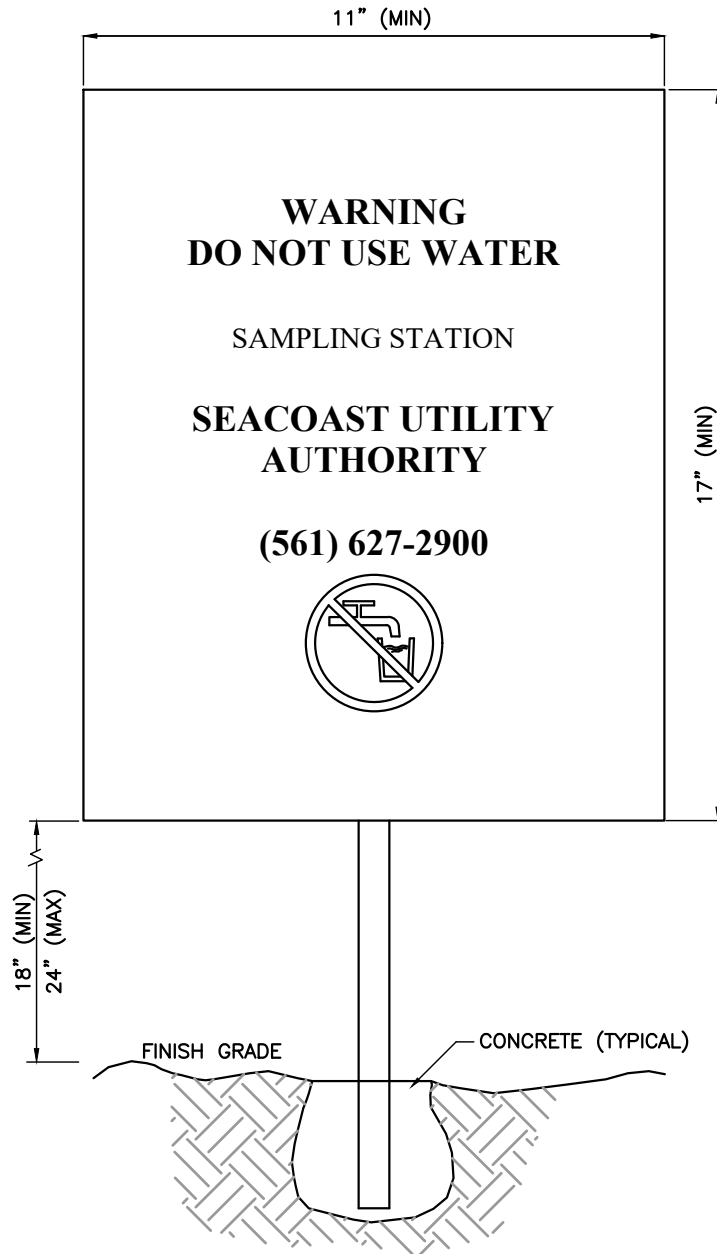 11” (MIN)
WARNING
DO NOT USE WATER
SAMPLING STATION
SEACOAST UTILITY
AUTHORITY
(561) 627-2900
17” (MIN)
18” (MIN)
24” (MAX)
FINISH GRADE
CONCRETE (TYPICAL)